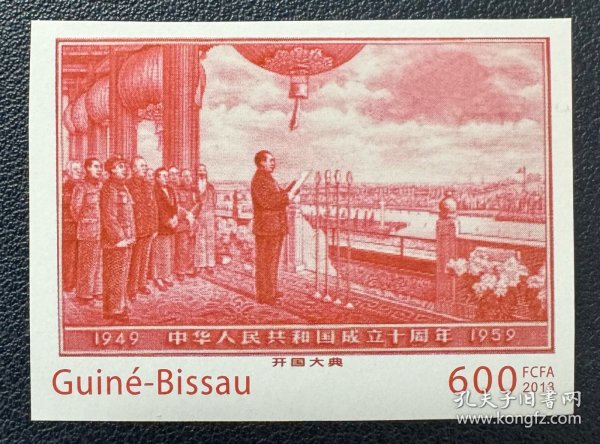 1949 中华人民共和国成立十周年 1959
开国大典
Guiné-Bissau
600 FCFA
2013
孔夫子旧书网
www.kongfz.com